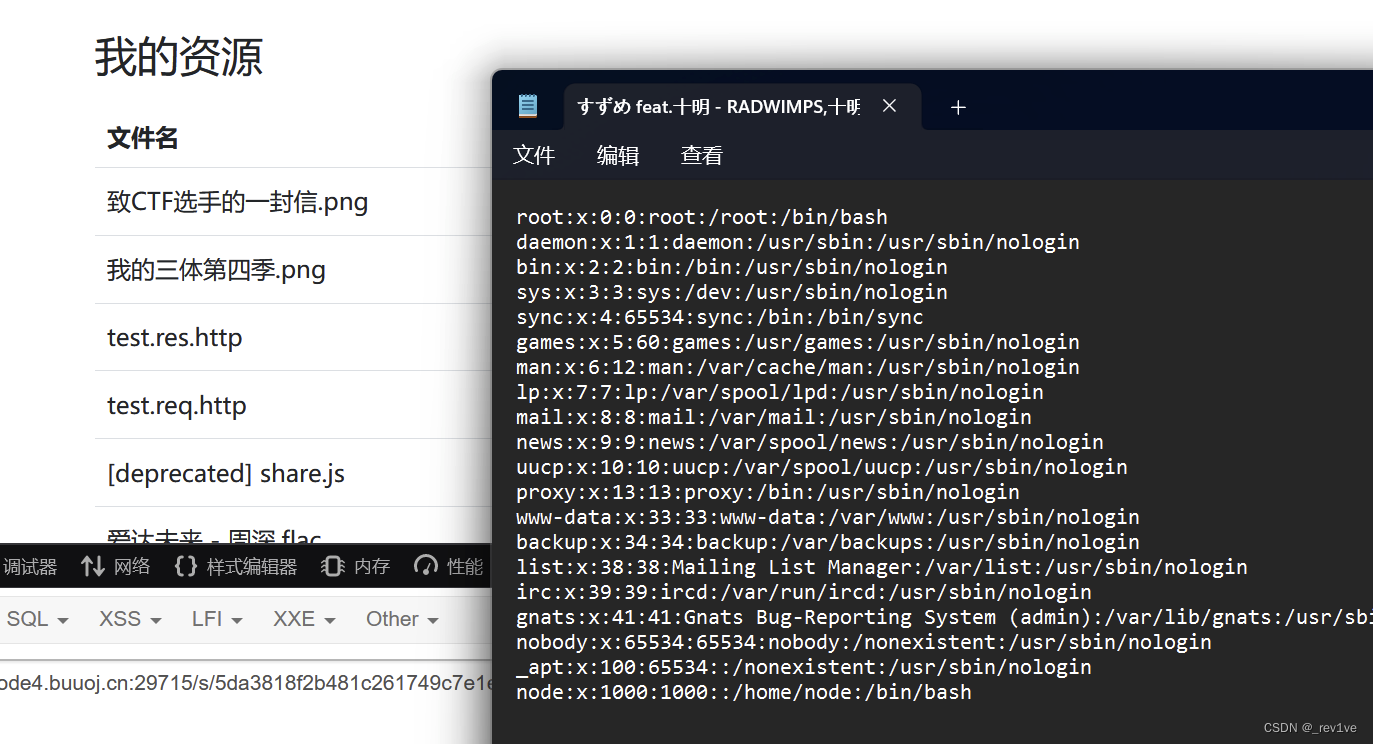 我的资源
文件名
致CTF选手的一封信.png
我的三体第四季.png
test.res.http
test.req.http
[deprecated] share.js
爱达未来 - 周深.flac
调试器 网络 {} 样式编辑器 内存 性能
SQL XSS LFI XXE Other
ode4.buuoj.cn:29715/s/5da3818f2b481c261749c7e1e
すずめ feat.十明 - RADWIMPS,十明
文件 编辑 查看
root:x:0:0:root:/root:/bin/bash
daemon:x:1:1:daemon:/usr/sbin:/usr/sbin/nologin
bin:x:2:2:bin:/bin:/usr/sbin/nologin
sys:x:3:3:sys:/dev:/usr/sbin/nologin
sync:x:4:65534:sync:/bin:/bin/sync
games:x:5:60:games:/usr/games:/usr/sbin/nologin
man:x:6:12:man:/var/cache/man:/usr/sbin/nologin
lp:x:7:7:lp:/var/spool/lpd:/usr/sbin/nologin
mail:x:8:8:mail:/var/mail:/usr/sbin/nologin
news:x:9:9:news:/var/spool/news:/usr/sbin/nologin
uucp:x:10:10:uucp:/var/spool/uucp:/usr/sbin/nologin
proxy:x:13:13:proxy:/bin:/usr/sbin/nologin
www-data:x:33:33:www-data:/var/www:/usr/sbin/nologin
backup:x:34:34:backup:/var/backups:/usr/sbin/nologin
list:x:38:38:Mailing List Manager:/var/list:/usr/sbin/nologin
irc:x:39:39:ircd:/var/run/ircd:/usr/sbin/nologin
gnats:x:41:41:Gnats Bug-Reporting System (admin):/var/lib/gnats:/usr/sbi
nobody:x:65534:65534:nobody:/nonexistent:/usr/sbin/nologin
_apt:x:100:65534::/nonexistent:/usr/sbin/nologin
node:x:1000:1000::/home/node:/bin/bash
CSDN @_rev1ve